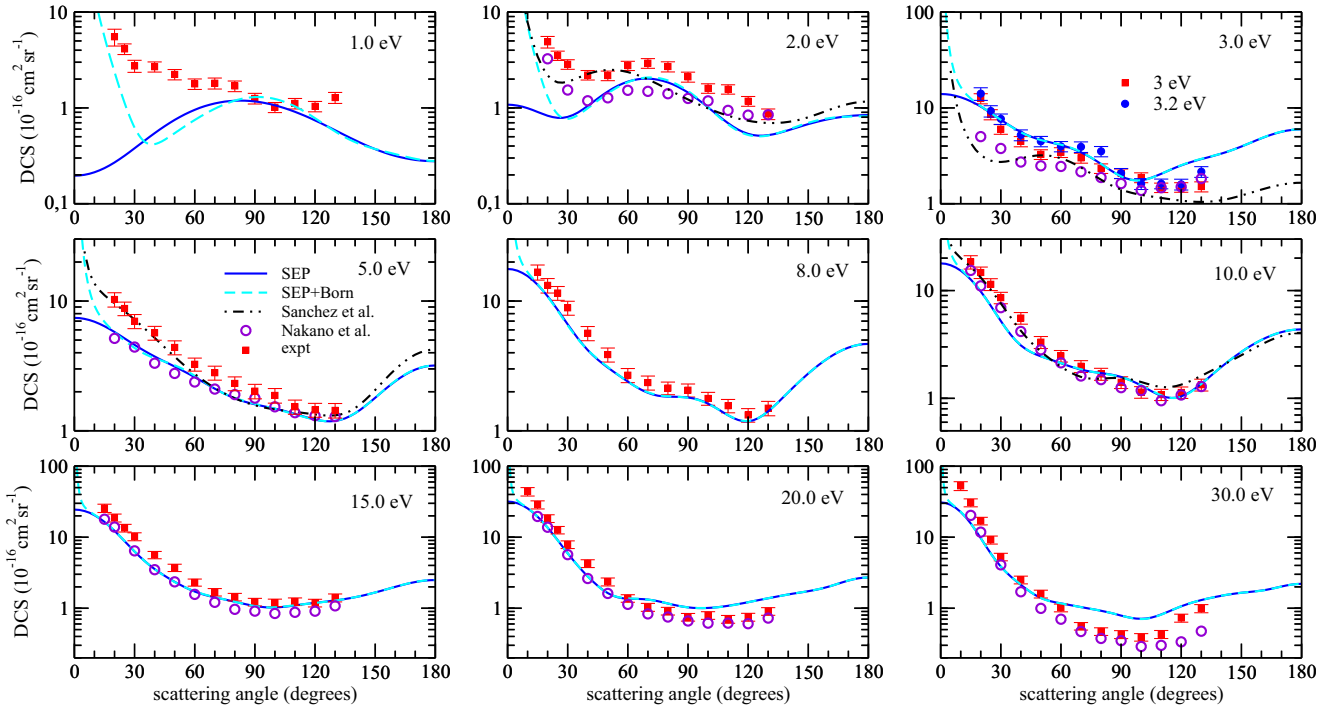 10
1
0,1
DCS (10⁻¹⁶ cm² sr⁻¹)
1.0 eV
0 30 60 90 120 150 180
10
1
0,1
2.0 eV
0 30 60 90 120 150 180
100
10
1
3.0 eV
3 eV
3.2 eV
0 30 60 90 120 150 180
10
1
DCS (10⁻¹⁶ cm² sr⁻¹)
5.0 eV
SEP
SEP+Born
Sanchez et al.
Nakano et al.
expt
0 30 60 90 120 150 180
10
1
8.0 eV
0 30 60 90 120 150 180
10
1
10.0 eV
0 30 60 90 120 150 180
100
10
1
DCS (10⁻¹⁶ cm² sr⁻¹)
15.0 eV
0 30 60 90 120 150 180
scattering angle (degrees)
100
10
1
20.0 eV
0 30 60 90 120 150 180
scattering angle (degrees)
100
10
1
30.0 eV
0 30 60 90 120 150 180
scattering angle (degrees)